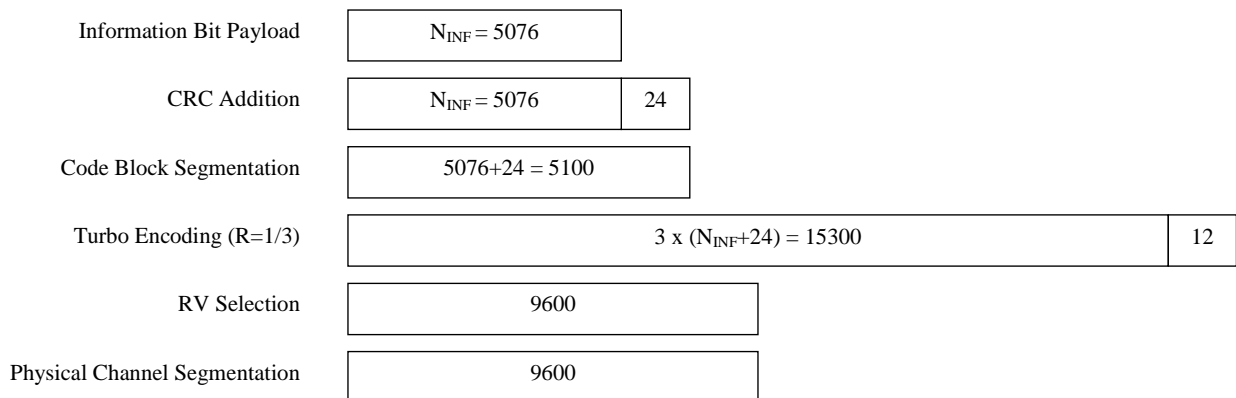 Information Bit Payload
N_INF = 5076
CRC Addition
N_INF = 5076
24
Code Block Segmentation
5076+24 = 5100
Turbo Encoding (R=1/3)
3 x (N_INF+24) = 15300
12
RV Selection
9600
Physical Channel Segmentation
9600